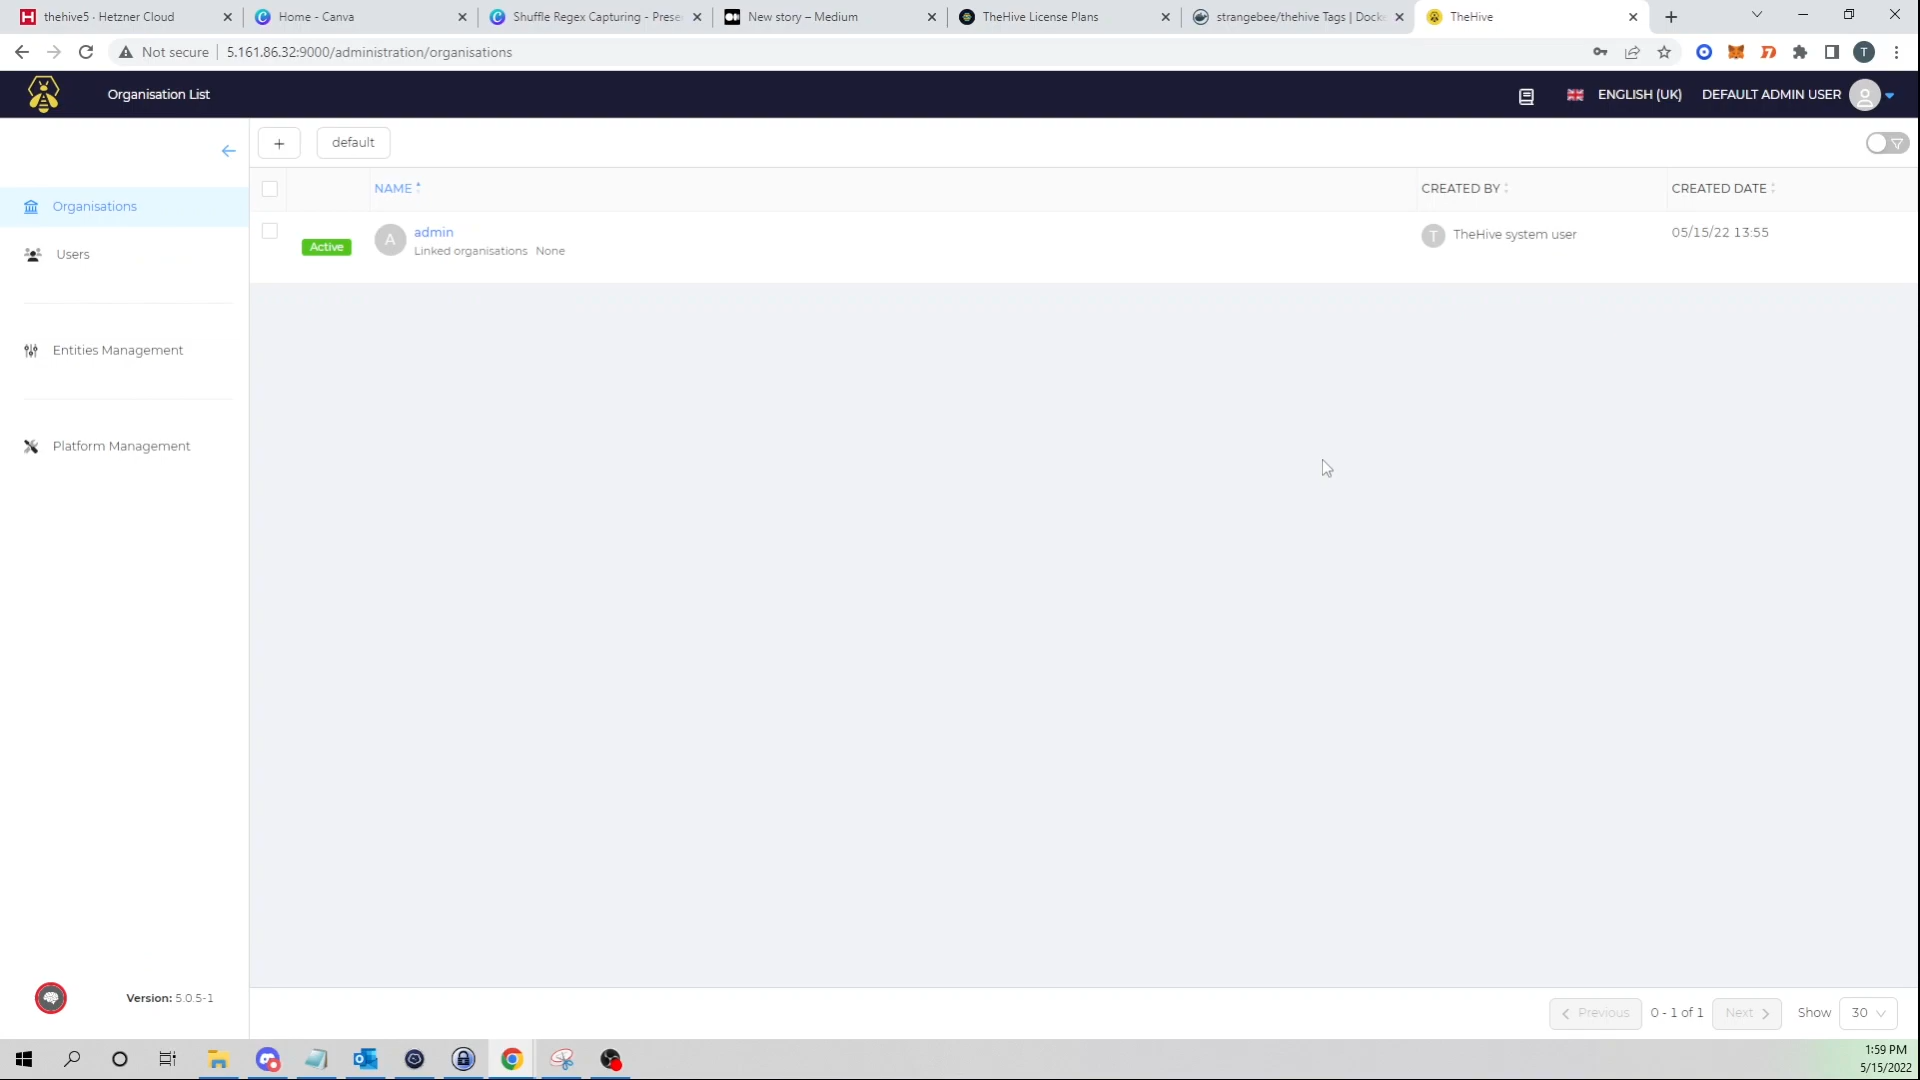 thehive5 · Hetzner Cloud
Home - Canva
Shuffle Regex Capturing - Prese
New story – Medium
TheHive License Plans
strangebee/thehive Tags | Docke
TheHive
Not secure
5.161.86.32:9000/administration/organisations
T
Organisation List
ENGLISH (UK)
DEFAULT ADMIN USER
+
default
Organisations
Users
Entities Management
Platform Management
NAME
CREATED BY
CREATED DATE
Active
A
admin
Linked organisations None
T
TheHive system user
05/15/22 13:55
Version: 5.0.5-1
Previous
0 - 1 of 1
Next
Show
30
1:59 PM
5/15/2022